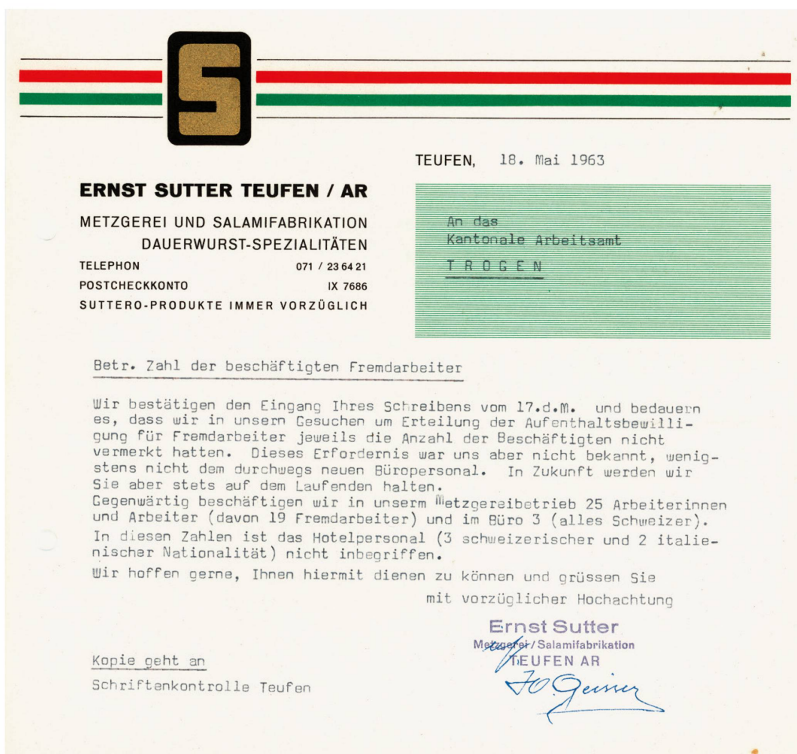 S
TEUFEN, 18. Mai 1963
ERNST SUTTER TEUFEN / AR
METZGEREI UND SALAMIFABRIKATION
DAUERWURST-SPEZIALITÄTEN
TELEPHON 071 / 23 64 21
POSTCHECKKONTO IX 7686
SUTTERO-PRODUKTE IMMER VORZÜGLICH
An das
Kantonale Arbeitsamt
T R O G E N
Betr. Zahl der beschäftigten Fremdarbeiter
Wir bestätigen den Eingang Ihres Schreibens vom 17.d.M. und bedauern
es, dass wir in unsern Gesuchen um Erteilung der Aufenthaltsbewilli-
gung für Fremdarbeiter jeweils die Anzahl der Beschäftigten nicht
vermerkt hatten. Dieses Erfordernis war uns aber nicht bekannt, wenig-
stens nicht dem durchwegs neuen Büropersonal. In Zukunft werden wir
Sie aber stets auf dem Laufenden halten.
Gegenwärtig beschäftigen wir in unserm Metzgereibetrieb 25 Arbeiterinnen
und Arbeiter (davon 19 Fremdarbeiter) und im Büro 3 (alles Schweizer).
In diesen Zahlen ist das Hotelpersonal (3 schweizerischer und 2 italie-
nischer Nationalität) nicht inbegriffen.
Wir hoffen gerne, Ihnen hiermit dienen zu können und grüssen Sie
mit vorzüglicher Hochachtung
Ernst Sutter
Metzgerei/Salamifabrikation
TEUFEN AR
Kopie geht an
Schriftenkontrolle Teufen